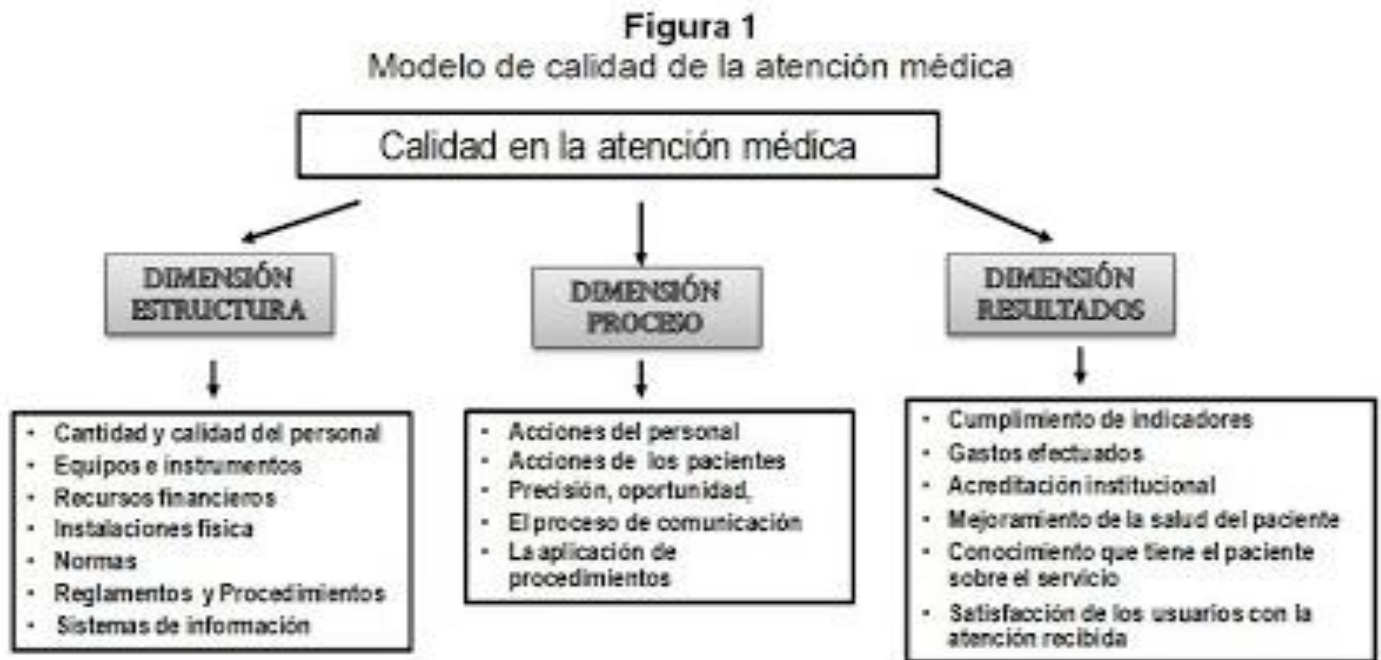 Figura 1
Modelo de calidad de la atención médica
Calidad en la atención médica
DIMENSIÓN
ESTRUCTURA
DIMENSIÓN
PROCESO
DIMENSIÓN
RESULTADOS
• Cantidad y calidad del personal
• Equipos e instrumentos
• Recursos financieros
• Instalaciones física
• Normas
• Reglamentos y Procedimientos
• Sistemas de información
• Acciones del personal
• Acciones de los pacientes
• Precisión, oportunidad,
• El proceso de comunicación
• La aplicación de
procedimientos
• Cumplimiento de indicadores
• Gastos efectuados
• Acreditación institucional
• Mejoramiento de la salud del paciente
• Conocimiento que tiene el paciente
sobre el servicio
• Satisfacción de los usuarios con la
atención recibida